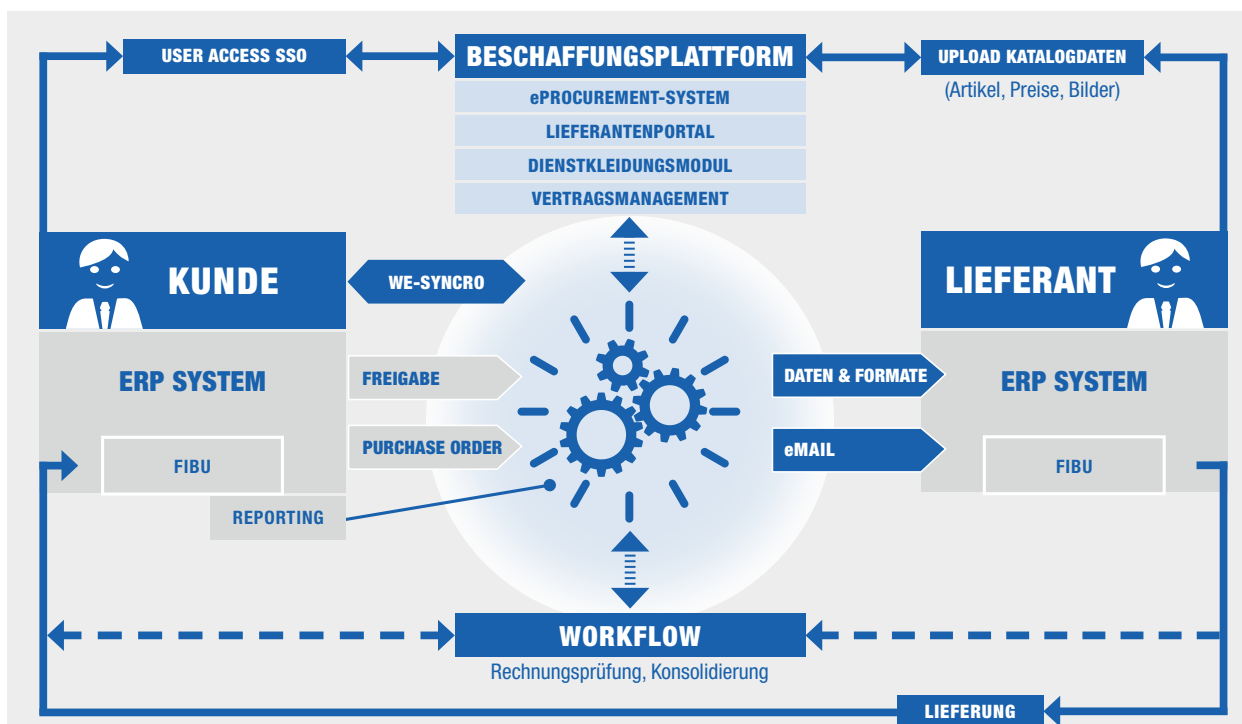 USER ACCESS SSO
BESCHAFFUNGSPLATTFORM
UPLOAD KATALOGDATEN
(Artikel, Preise, Bilder)
ePROCUREMENT-SYSTEM
LIEFERANTENPORTAL
DIENSTKLEIDUNGSMODUL
VERTRAGSMANAGEMENT
KUNDE
WE-SYNCRO
LIEFERANT
ERP SYSTEM
FREIGABE
DATEN & FORMATE
ERP SYSTEM
PURCHASE ORDER
eMAIL
FIBU
FIBU
REPORTING
WORKFLOW
Rechnungsprüfung, Konsolidierung
LIEFERUNG